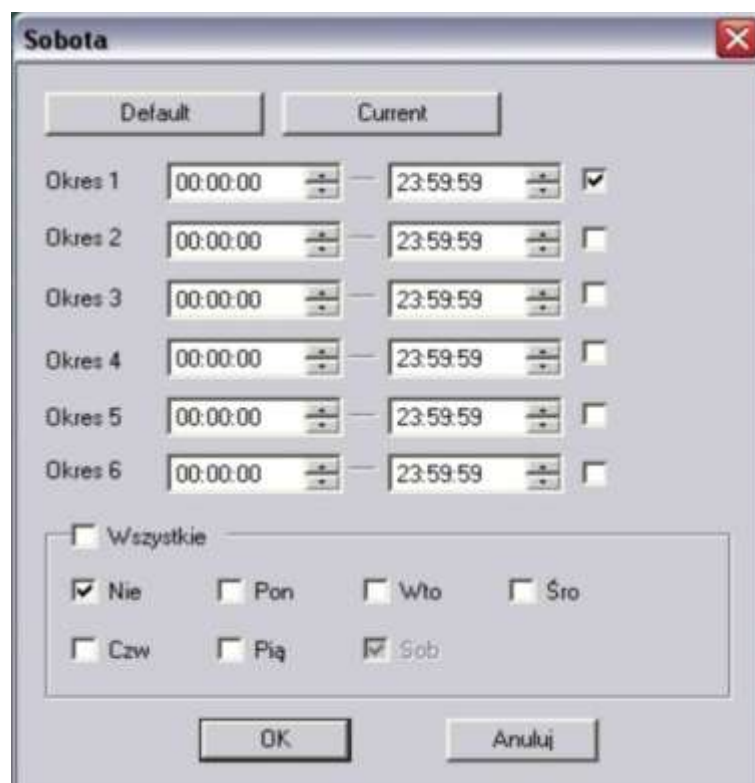 Sobota
Default Current
Okres 1 00:00:00 — 23:59:59
Okres 2 00:00:00 — 23:59:59
Okres 3 00:00:00 — 23:59:59
Okres 4 00:00:00 — 23:59:59
Okres 5 00:00:00 — 23:59:59
Okres 6 00:00:00 — 23:59:59
Wszystkie
Nie Pon Wto Śro
Czw Pią Sob
OK Anuluj